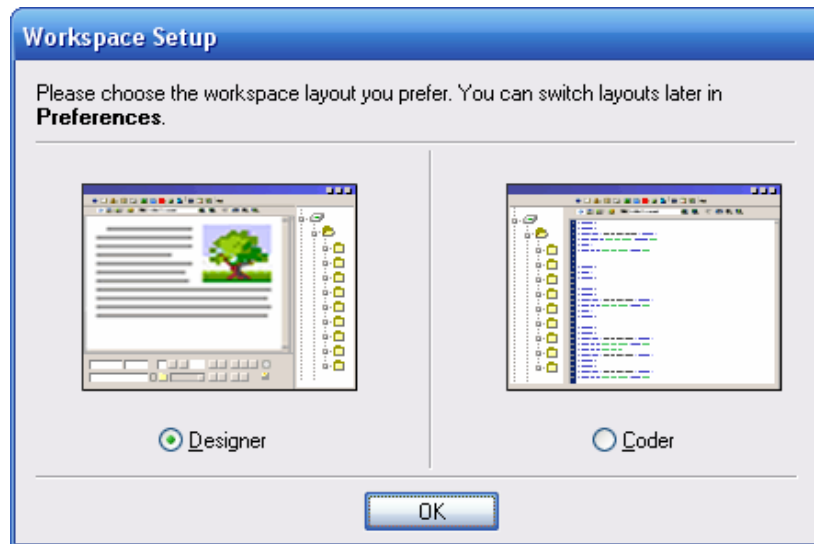 Workspace Setup
Please choose the workspace layout you prefer. You can switch layouts later in
Preferences.
Designer
Coder
OK